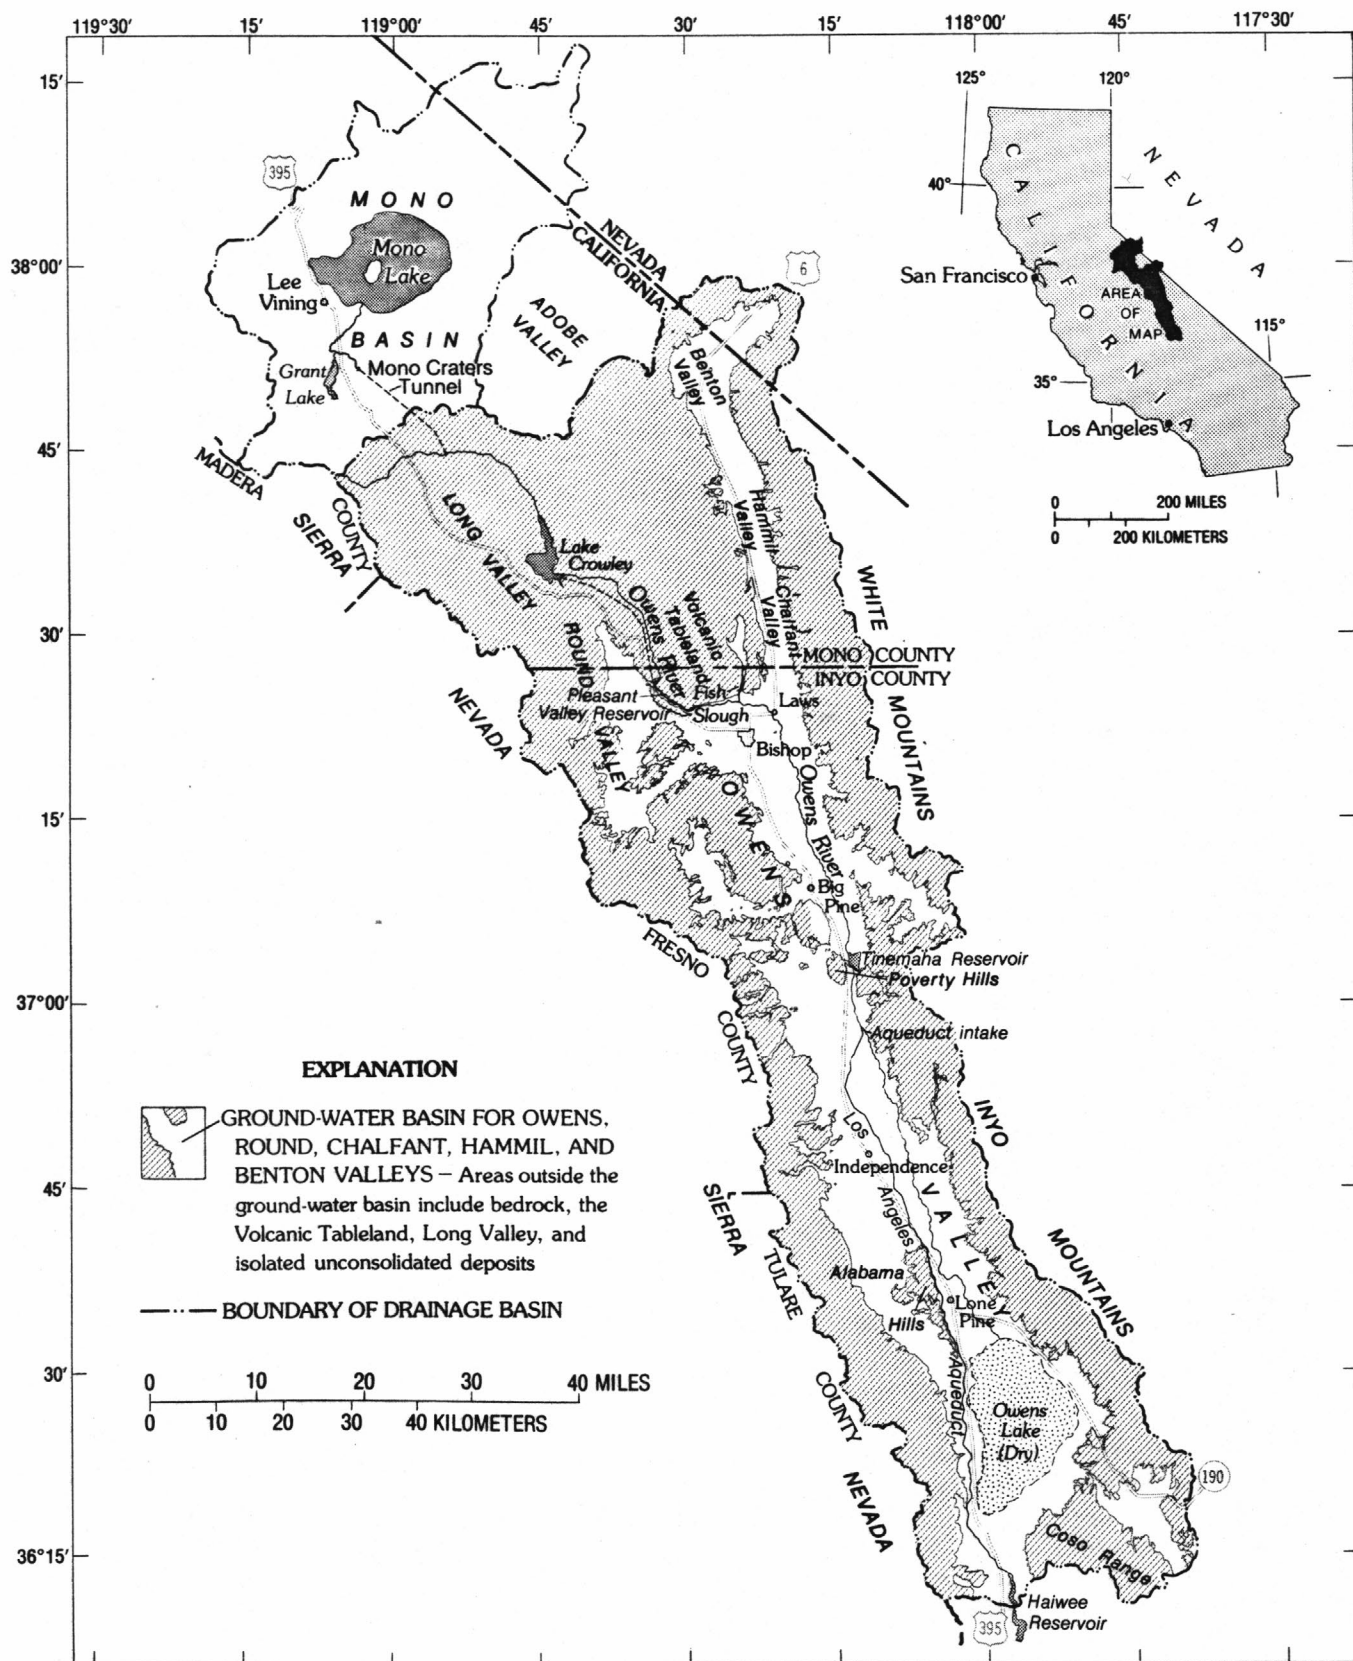 119°30′ 15′ 119°00′ 45′ 30′ 15′ 118°00′ 45′ 117°30′
15′
38°00′
45′
30′
15′
37°00′
45′
30′
36°15′
395
MONO
Mono
Lake
Lee
Vining
BASIN
Mono Craters
Tunnel
Grant
Lake
ADOBE
VALLEY
NEVADA
CALIFORNIA
6
Benton
Valley
MADERA
COUNTY
SIERRA
LONG VALLEY
Lake
Crowley
Hammil
Valley
Chalfant
Valley
WHITE
Volcanic
Tableland
Owens River
ROUND
MONO COUNTY
INYO COUNTY
NEVADA
Pleasant
Valley Reservoir
Fish
Slough
Laws
MOUNTAINS
VALLEY
Bishop
OWENS
Owens River
Big
Pine
FRESNO
Tinemaha Reservoir
Poverty Hills
COUNTY
Aqueduct intake
INYO
Los
Independence
Angeles
VALLEY
SIERRA
TULARE
MOUNTAINS
Alabama
Hills
Lone
Pine
Aqueduct
COUNTY
Owens
Lake
(Dry)
190
NEVADA
Coso Range
Haiwee
Reservoir
395
125° 120°
CALIFORNIA
NEVADA
40°
San Francisco
AREA
OF
MAP
115°
35°
Los Angeles
0 200 MILES
0 200 KILOMETERS
EXPLANATION
GROUND-WATER BASIN FOR OWENS,
ROUND, CHALFANT, HAMMIL, AND
BENTON VALLEYS – Areas outside the
ground-water basin include bedrock, the
Volcanic Tableland, Long Valley, and
isolated unconsolidated deposits
BOUNDARY OF DRAINAGE BASIN
0 10 20 30 40 MILES
0 10 20 30 40 KILOMETERS